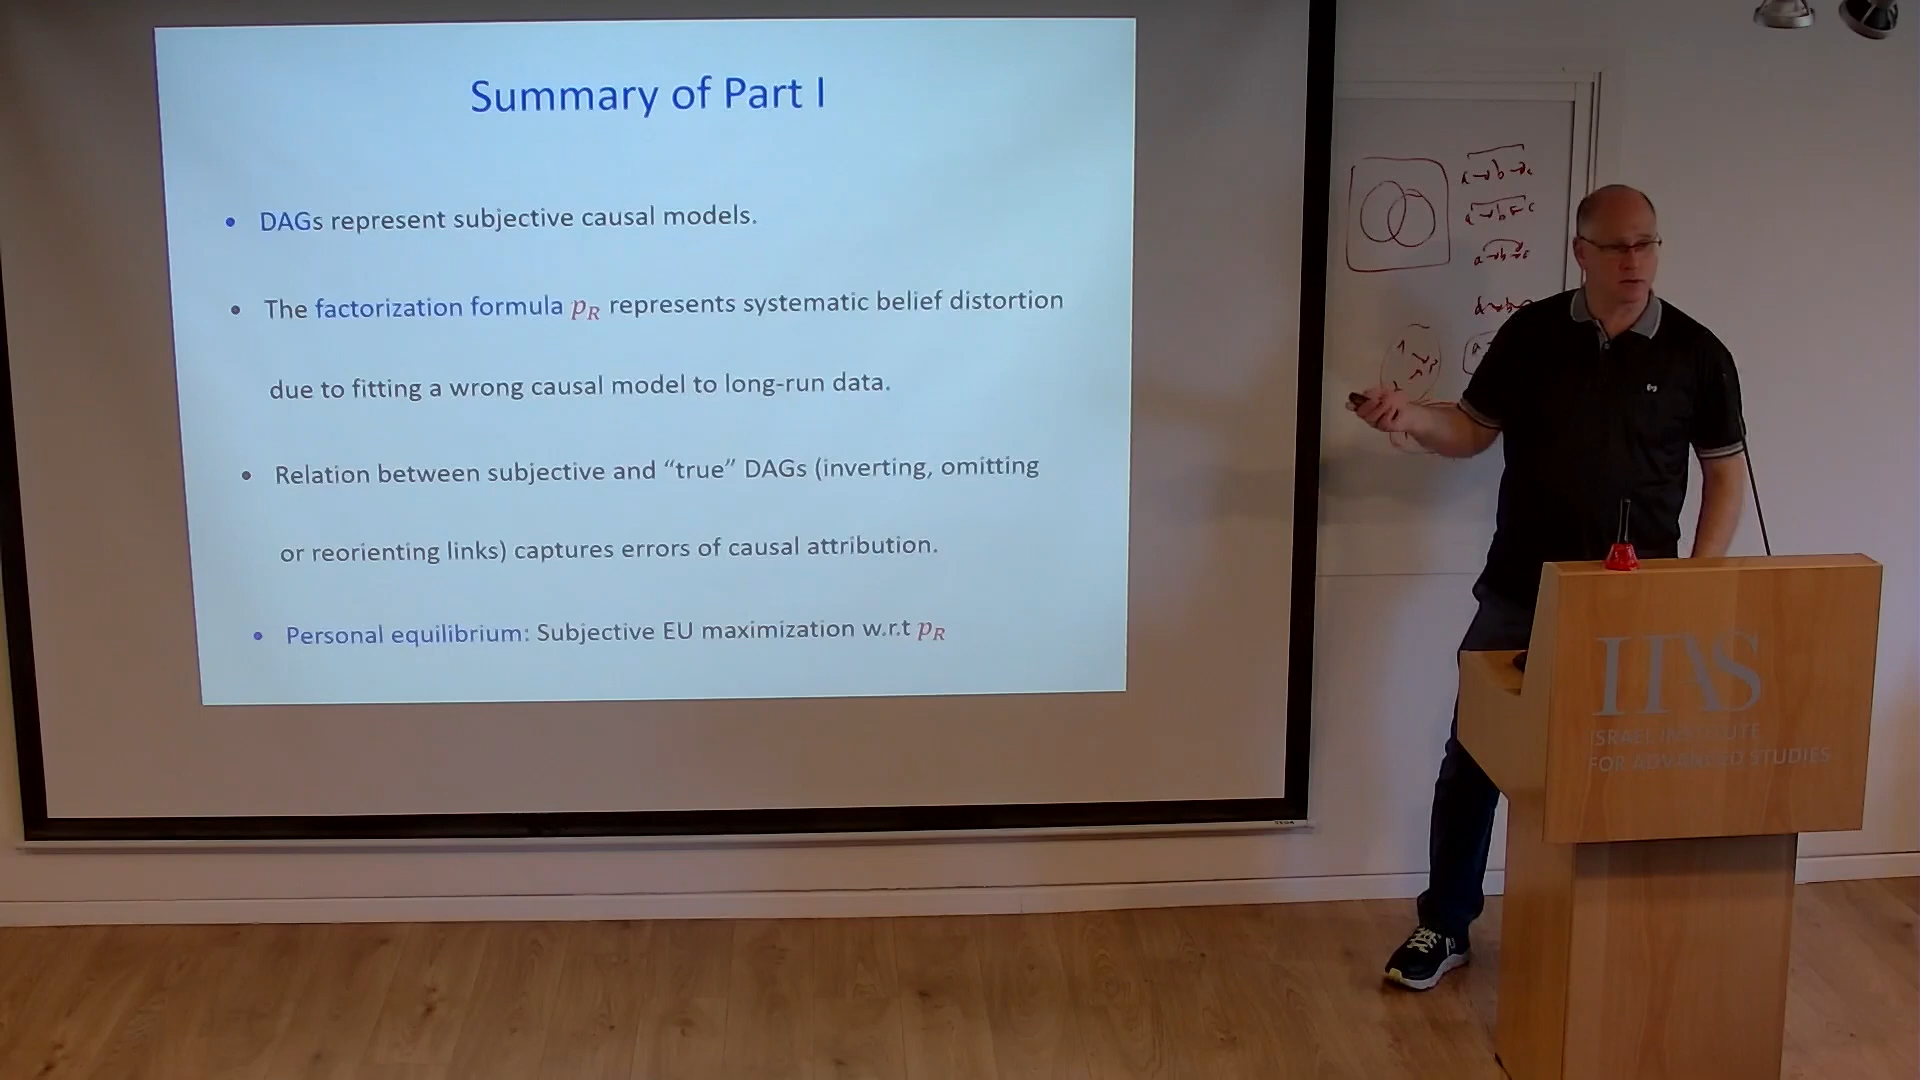 Summary of Part I
• DAGs represent subjective causal models.
• The factorization formula p_R represents systematic belief distortion
due to fitting a wrong causal model to long-run data.
• Relation between subjective and “true” DAGs (inverting, omitting
or reorienting links) captures errors of causal attribution.
• Personal equilibrium: Subjective EU maximization w.r.t p_R
IIAS
ISRAEL INSTITUTE
FOR ADVANCED STUDIES